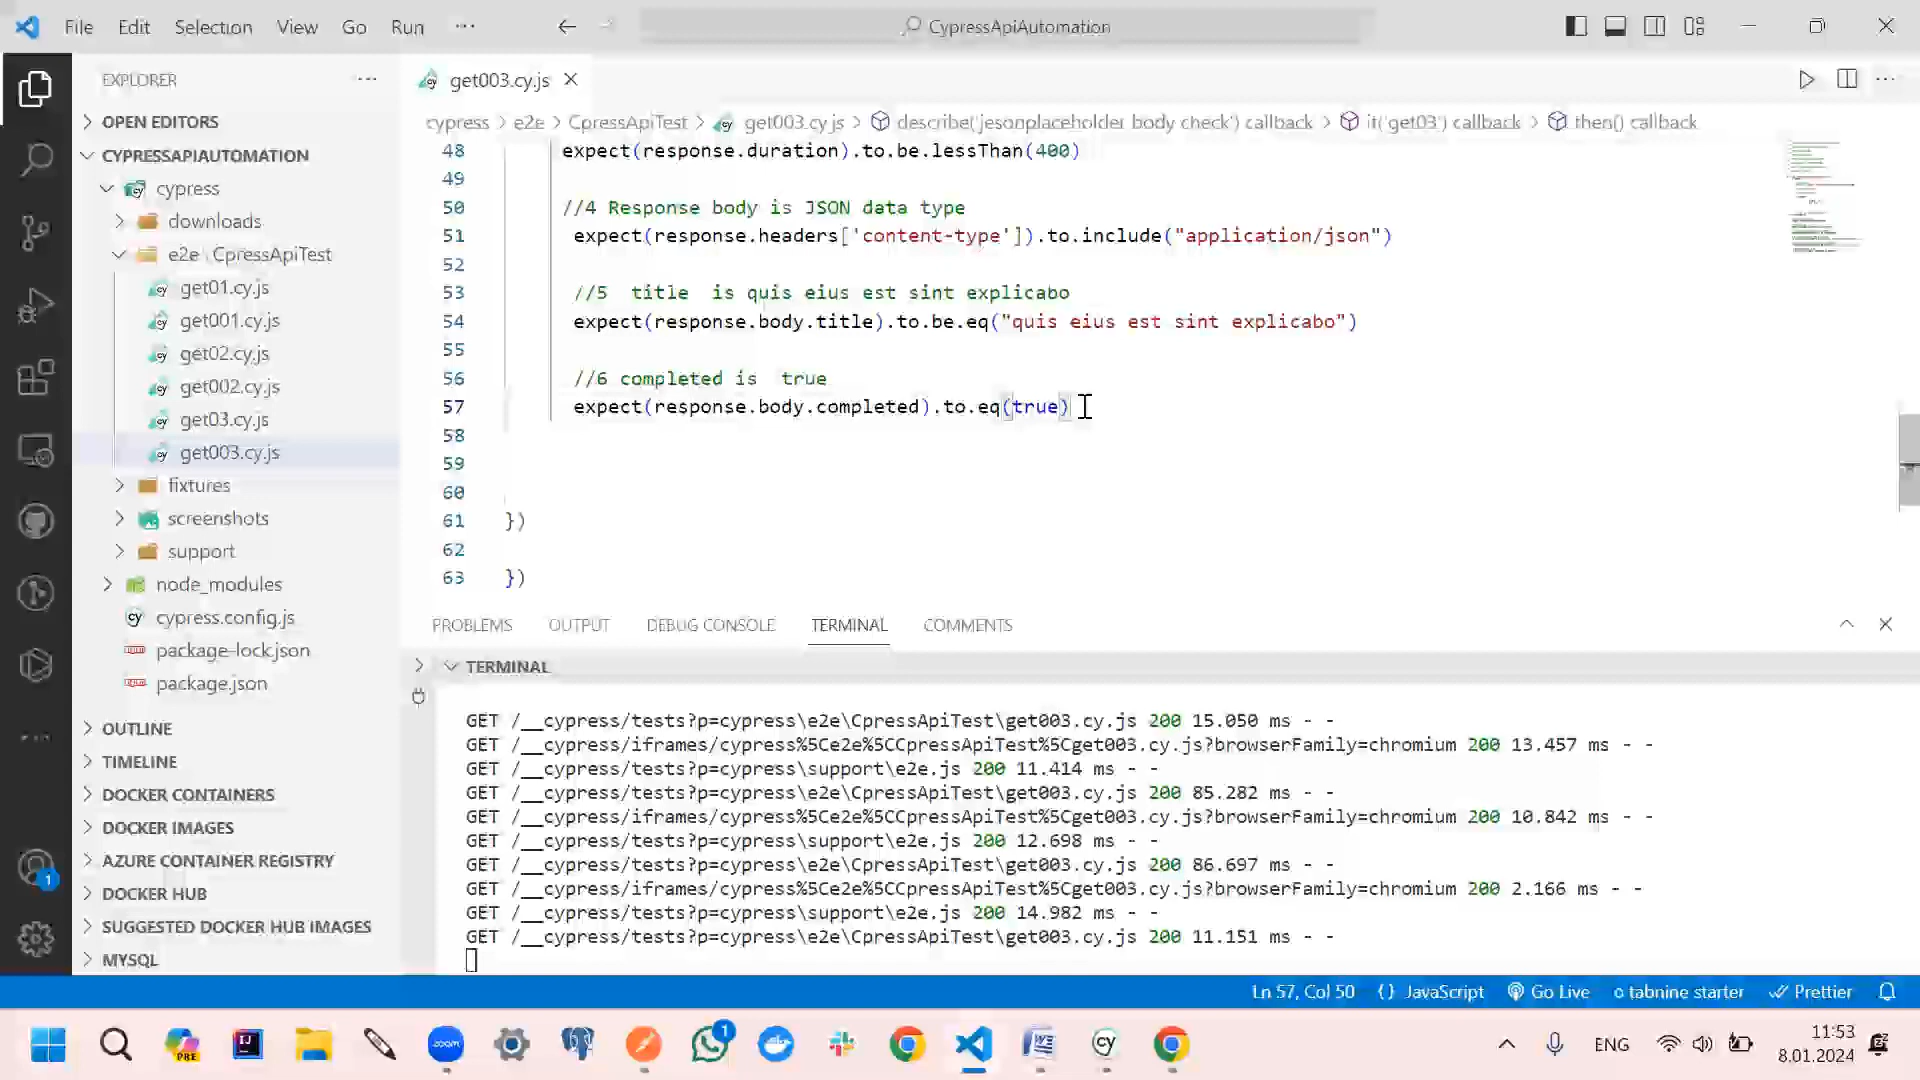 File Edit Selection View Go Run ··· CypressApiAutomation
EXPLORER ···
OPEN EDITORS
CYPRESSAPIAUTOMATION
cypress
downloads
e2e \ CpressApiTest
get01.cy.js
get001.cy.js
get02.cy.js
get002.cy.js
get03.cy.js
get003.cy.js
fixtures
screenshots
support
node_modules
cypress.config.js
package-lock.json
package.json
OUTLINE
TIMELINE
DOCKER CONTAINERS
DOCKER IMAGES
AZURE CONTAINER REGISTRY
DOCKER HUB
SUGGESTED DOCKER HUB IMAGES
MYSQL
1
get003.cy.js
cypress > e2e > CpressApiTest > get003.cy.js > describe('jesonplaceholder body check') callback > it('get03') callback > then() callback
48 expect(response.duration).to.be.lessThan(400)
49
50 //4 Response body is JSON data type
51 expect(response.headers['content-type']).to.include("application/json")
52
53 //5 title is quis eius est sint explicabo
54 expect(response.body.title).to.be.eq("quis eius est sint explicabo")
55
56 //6 completed is true
57 expect(response.body.completed).to.eq(true)
58
59
60
61 })
62
63 })
PROBLEMS OUTPUT DEBUG CONSOLE TERMINAL COMMENTS
TERMINAL
GET /__cypress/tests?p=cypress\e2e\CpressApiTest\get003.cy.js 200 15.050 ms - -
GET /__cypress/iframes/cypress%5Ce2e%5CCpressApiTest%5Cget003.cy.js?browserFamily=chromium 200 13.457 ms - -
GET /__cypress/tests?p=cypress\support\e2e.js 200 11.414 ms - -
GET /__cypress/tests?p=cypress\e2e\CpressApiTest\get003.cy.js 200 85.282 ms - -
GET /__cypress/iframes/cypress%5Ce2e%5CCpressApiTest%5Cget003.cy.js?browserFamily=chromium 200 10.842 ms - -
GET /__cypress/tests?p=cypress\support\e2e.js 200 12.698 ms - -
GET /__cypress/tests?p=cypress\e2e\CpressApiTest\get003.cy.js 200 86.697 ms - -
GET /__cypress/iframes/cypress%5Ce2e%5CCpressApiTest%5Cget003.cy.js?browserFamily=chromium 200 2.166 ms - -
GET /__cypress/tests?p=cypress\support\e2e.js 200 14.982 ms - -
GET /__cypress/tests?p=cypress\e2e\CpressApiTest\get003.cy.js 200 11.151 ms - -
Ln 57, Col 50 {} JavaScript Go Live tabnine starter Prettier
PRE IJ zoom 1 W cy ENG 11:53
8.01.2024